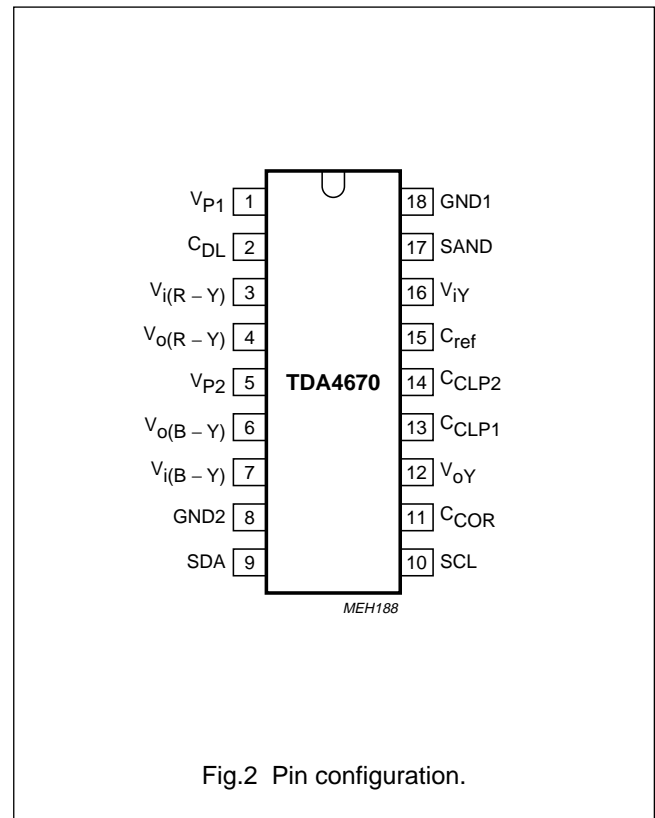 VP1 1 18 GND1
CDL 2 17 SAND
Vi(R − Y) 3 16 ViY
Vo(R − Y) 4 15 Cref
VP2 5 TDA4670 14 CCLP2
Vo(B − Y) 6 13 CCLP1
Vi(B − Y) 7 12 VoY
GND2 8 11 CCOR
SDA 9 10 SCL
MEH188
Fig.2 Pin configuration.